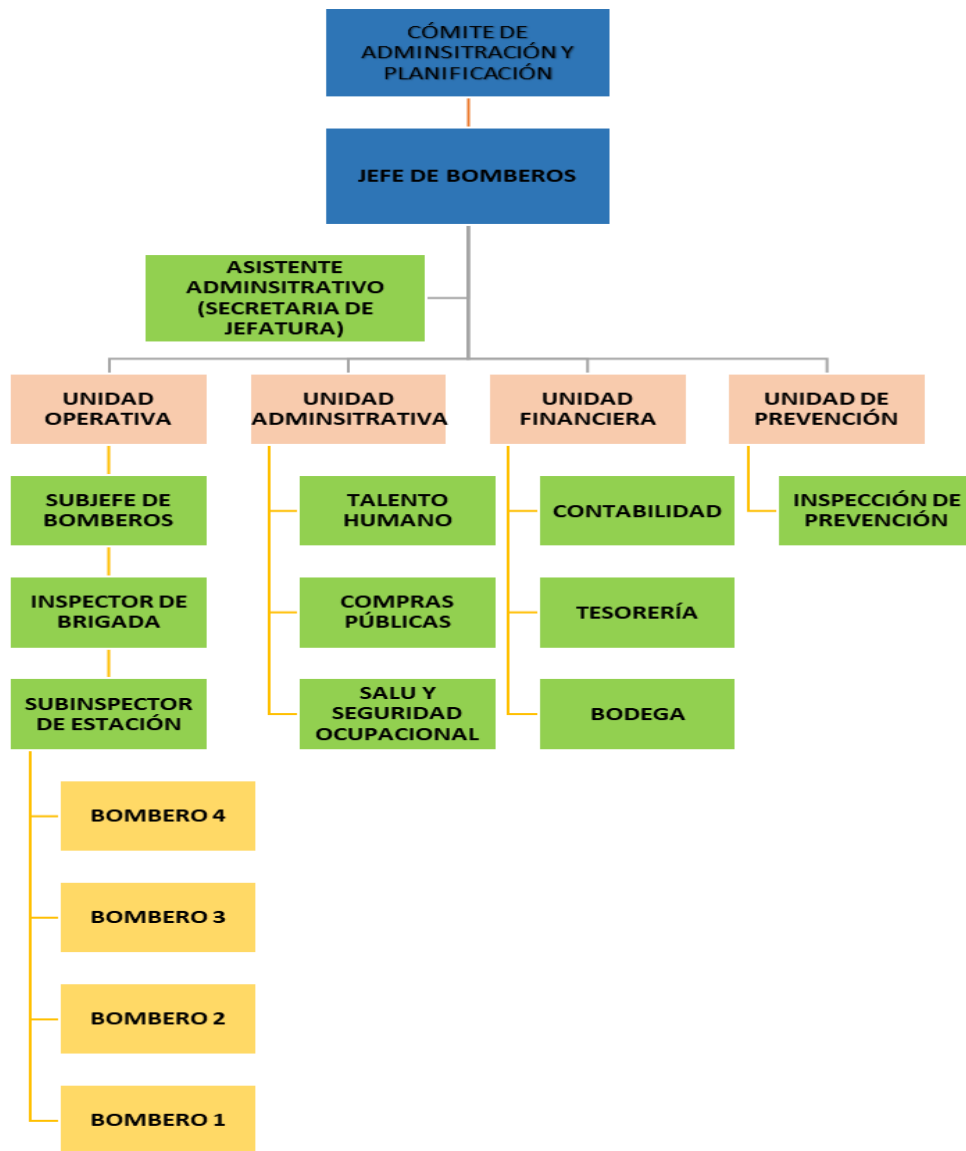 CÓMITE DE
ADMINSITRACIÓN Y
PLANIFICACIÓN
JEFE DE BOMBEROS
ASISTENTE
ADMINSITRATIVO
(SECRETARIA DE
JEFATURA)
UNIDAD
OPERATIVA
UNIDAD
ADMINSITRATIVA
UNIDAD
FINANCIERA
UNIDAD DE
PREVENCIÓN
SUBJEFE DE
BOMBEROS
TALENTO
HUMANO
CONTABILIDAD
INSPECCIÓN DE
PREVENCIÓN
INSPECTOR DE
BRIGADA
COMPRAS
PÚBLICAS
TESORERÍA
SUBINSPECTOR
DE ESTACIÓN
SALU Y
SEGURIDAD
OCUPACIONAL
BODEGA
BOMBERO 4
BOMBERO 3
BOMBERO 2
BOMBERO 1